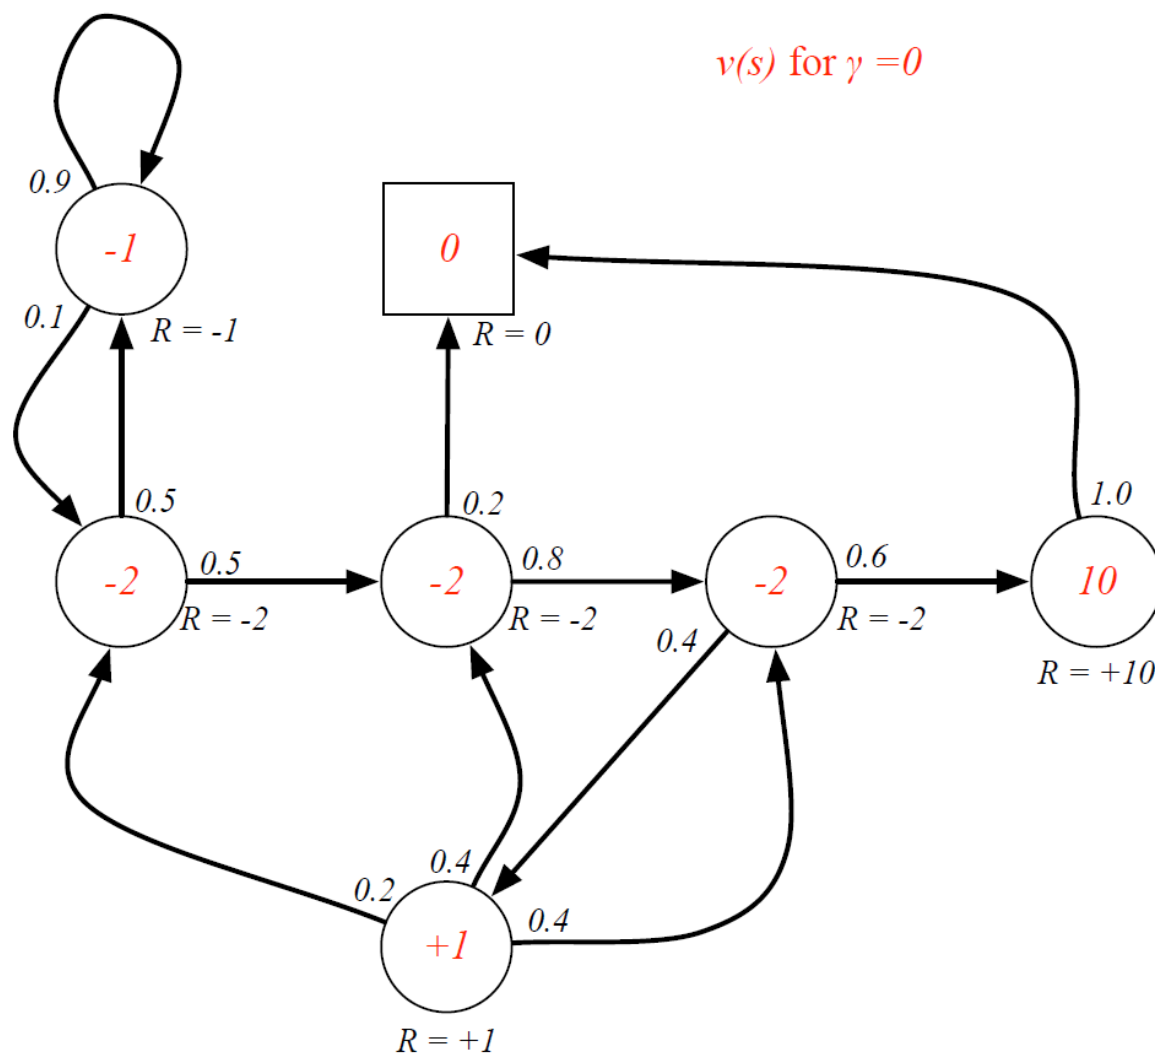 v(s) for γ =0
0.9
-1
0
0.1
R = -1
R = 0
0.5
0.2
1.0
-2
0.5
-2
0.8
-2
0.6
10
R = -2
R = -2
R = -2
0.4
R = +10
0.4
0.2
0.4
+1
R = +1